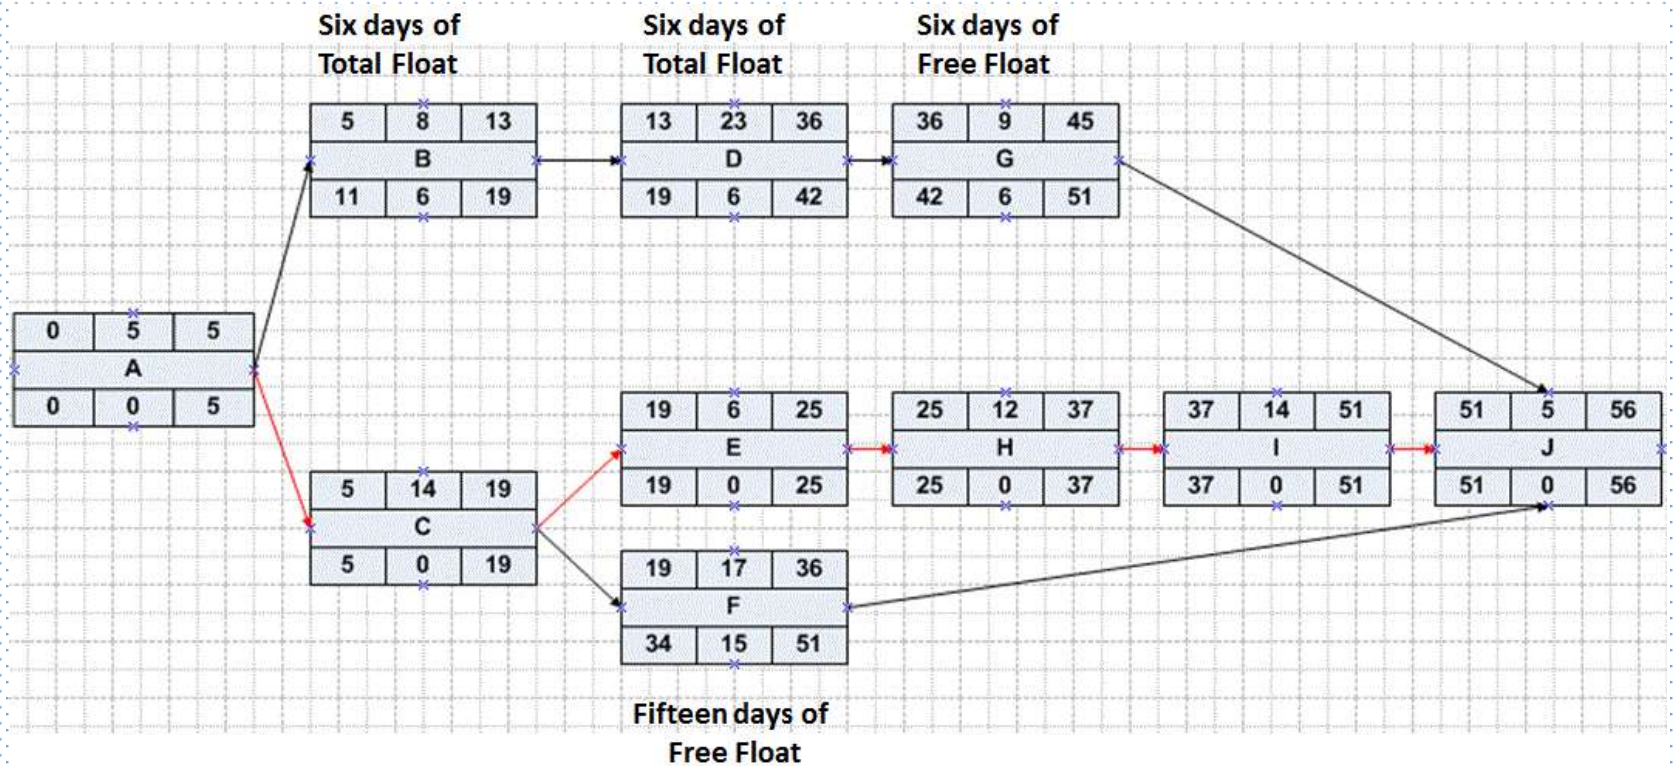 Six days of
Total Float
Six days of
Total Float
Six days of
Free Float
5 8 13
B
11 6 19
13 23 36
D
19 6 42
36 9 45
G
42 6 51
0 5 5
A
0 0 5
5 14 19
C
5 0 19
19 6 25
E
19 0 25
25 12 37
H
25 0 37
37 14 51
I
37 0 51
51 5 56
J
51 0 56
19 17 36
F
34 15 51
Fifteen days of
Free Float